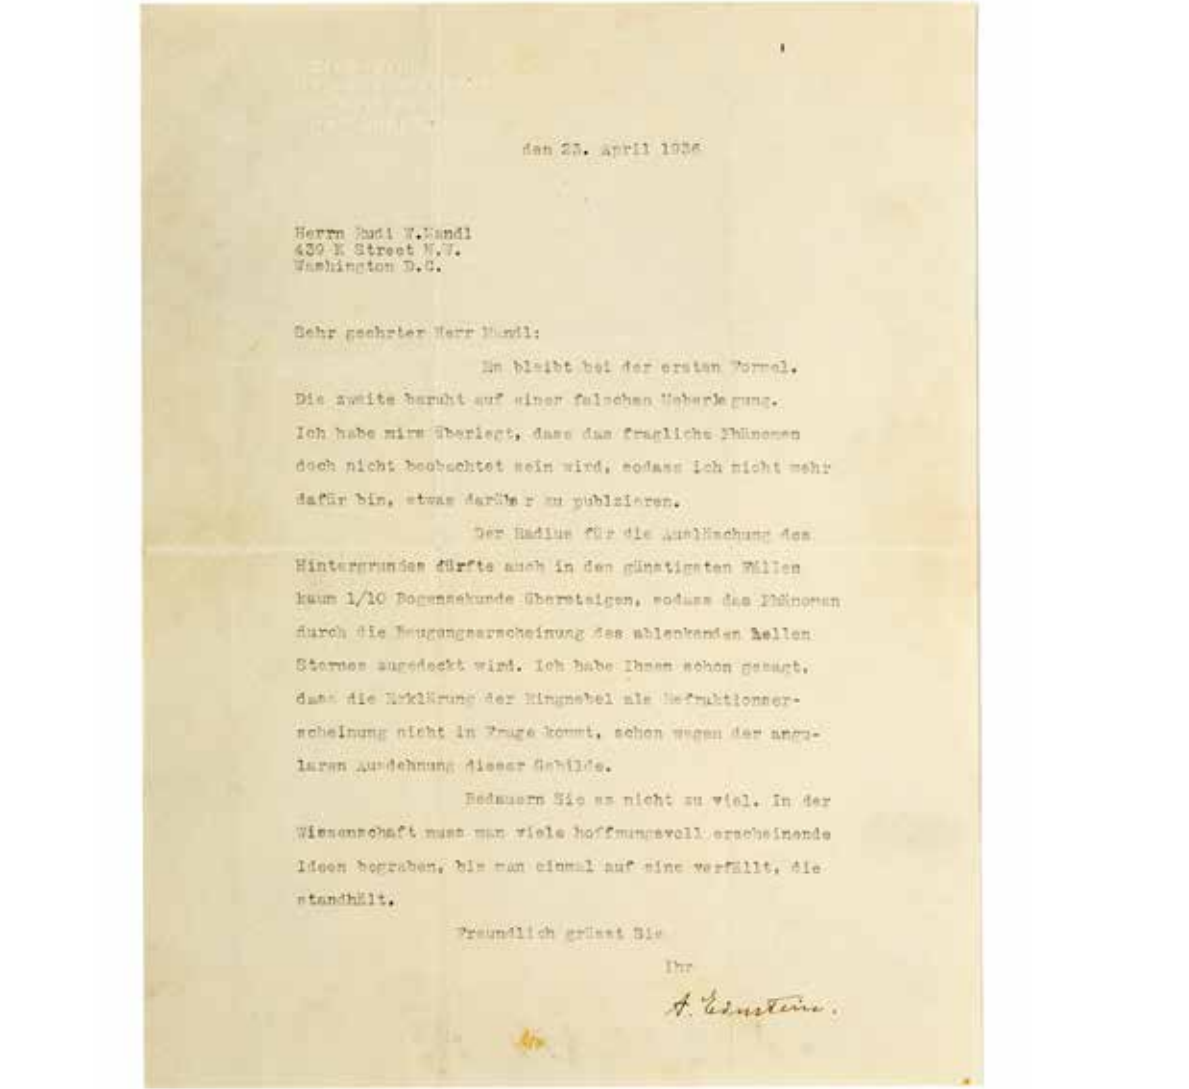 den 23. April 1936
Herrn Rudi W.Mandl
439 K Street N.W.
Washington D.C.
Sehr geehrter Herr Mandl:
Es bleibt bei der ersten Formel.
Die zweite beruht auf einer falschen Ueberlegung.
Ich habe mirs überlegt, dass das fragliche Phänomen
doch nicht beobachtet sein wird, sodass ich nicht mehr
dafür bin, etwas darüber zu publzieren.
Der Radius für die Auslöschung des
Hintergrundes dürfte auch in den günstigsten Fällen
kaum 1/10 Bogensekunde übersteigen, sodass das Phänomen
durch die Beugungserscheinung des ablenkenden hellen
Sternes zugedeckt wird. Ich habe Ihnen schon gesagt,
dass die Erklärung der Ringnebel als Refraktionser-
scheinung nicht in Frage kommt, schon wegen der angu-
laren Ausdehnung dieser Gebilde.
Bedauern Sie es nicht zu viel. In der
Wissenschaft muss man viele hoffnungsvoll erscheinende
Ideen begraben, bis man einmal auf eine verfällt, die
standhält.
Freundlich grüsst Sie
Ihr
A. Einstein.